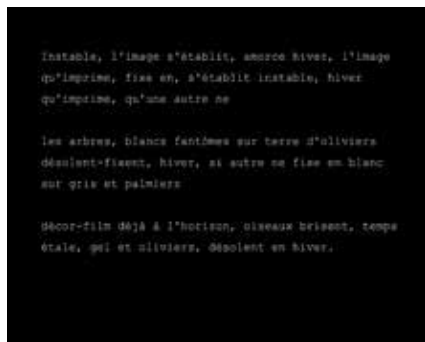 Instable, l'image s'établit, amorce hiver, l'image
qu'imprime, fixe en, s'établit instable, hiver
qu'imprime, qu'une autre ne
les arbres, blancs fantômes sur terre d'oliviers
désolent-fixent, hiver, si autre ne fixe en blanc
sur gris et palmiers
décor-film déjà à l'horizon, oiseaux brisent, temps
étale, gel et oliviers, désolent en hiver.